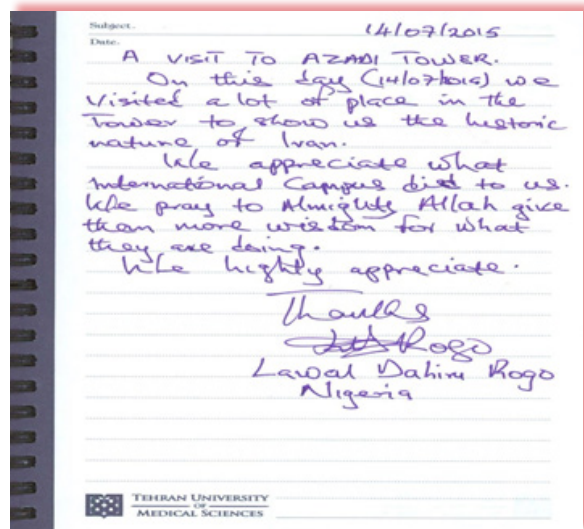 Subject.
14/07/2015
Date.
A VISIT TO AZADI TOWER.
On this day (14/07/2015) we
visited a lot of place in the
Tower to show us the historic
nature of Iran.
We appreciate what
International Campus did to us.
We pray to Almighty Allah give
them more wisdom for what
they are doing.
We highly appreciate.
Thanks
Rogo
Lawal Dahiru Rogo
Nigeria
TEHRAN UNIVERSITY
OF
MEDICAL SCIENCES